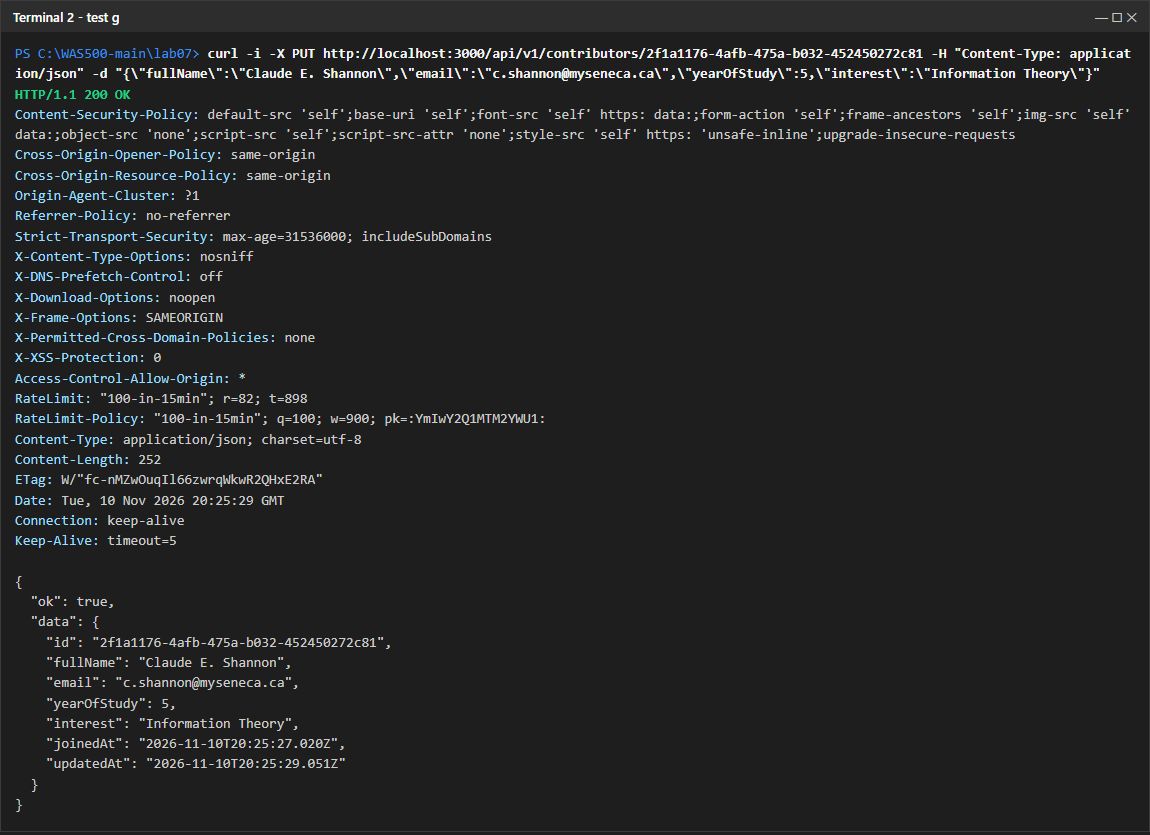 Terminal 2 - test g
PS C:\WAS500-main\lab07> curl -i -X PUT http://localhost:3000/api/v1/contributors/2f1a1176-4afb-475a-b032-452450272c81 -H "Content-Type: applicat
ion/json" -d "{\"fullName\":\"Claude E. Shannon\",\"email\":\"c.shannon@myseneca.ca\",\"yearOfStudy\":5,\"interest\":\"Information Theory\"}"
HTTP/1.1 200 OK
Content-Security-Policy: default-src 'self';base-uri 'self';font-src 'self' https: data:;form-action 'self';frame-ancestors 'self';img-src 'self'
data:;object-src 'none';script-src 'self';script-src-attr 'none';style-src 'self' https: 'unsafe-inline';upgrade-insecure-requests
Cross-Origin-Opener-Policy: same-origin
Cross-Origin-Resource-Policy: same-origin
Origin-Agent-Cluster: ?1
Referrer-Policy: no-referrer
Strict-Transport-Security: max-age=31536000; includeSubDomains
X-Content-Type-Options: nosniff
X-DNS-Prefetch-Control: off
X-Download-Options: noopen
X-Frame-Options: SAMEORIGIN
X-Permitted-Cross-Domain-Policies: none
X-XSS-Protection: 0
Access-Control-Allow-Origin: *
RateLimit: "100-in-15min"; r=82; t=898
RateLimit-Policy: "100-in-15min"; q=100; w=900; pk=:YmIwY2Q1MTM2YWU1:
Content-Type: application/json; charset=utf-8
Content-Length: 252
ETag: W/"fc-nMZwOuqIl66zwrqWkwR2QHxE2RA"
Date: Tue, 10 Nov 2026 20:25:29 GMT
Connection: keep-alive
Keep-Alive: timeout=5
{
  "ok": true,
  "data": {
    "id": "2f1a1176-4afb-475a-b032-452450272c81",
    "fullName": "Claude E. Shannon",
    "email": "c.shannon@myseneca.ca",
    "yearOfStudy": 5,
    "interest": "Information Theory",
    "joinedAt": "2026-11-10T20:25:27.020Z",
    "updatedAt": "2026-11-10T20:25:29.051Z"
  }
}